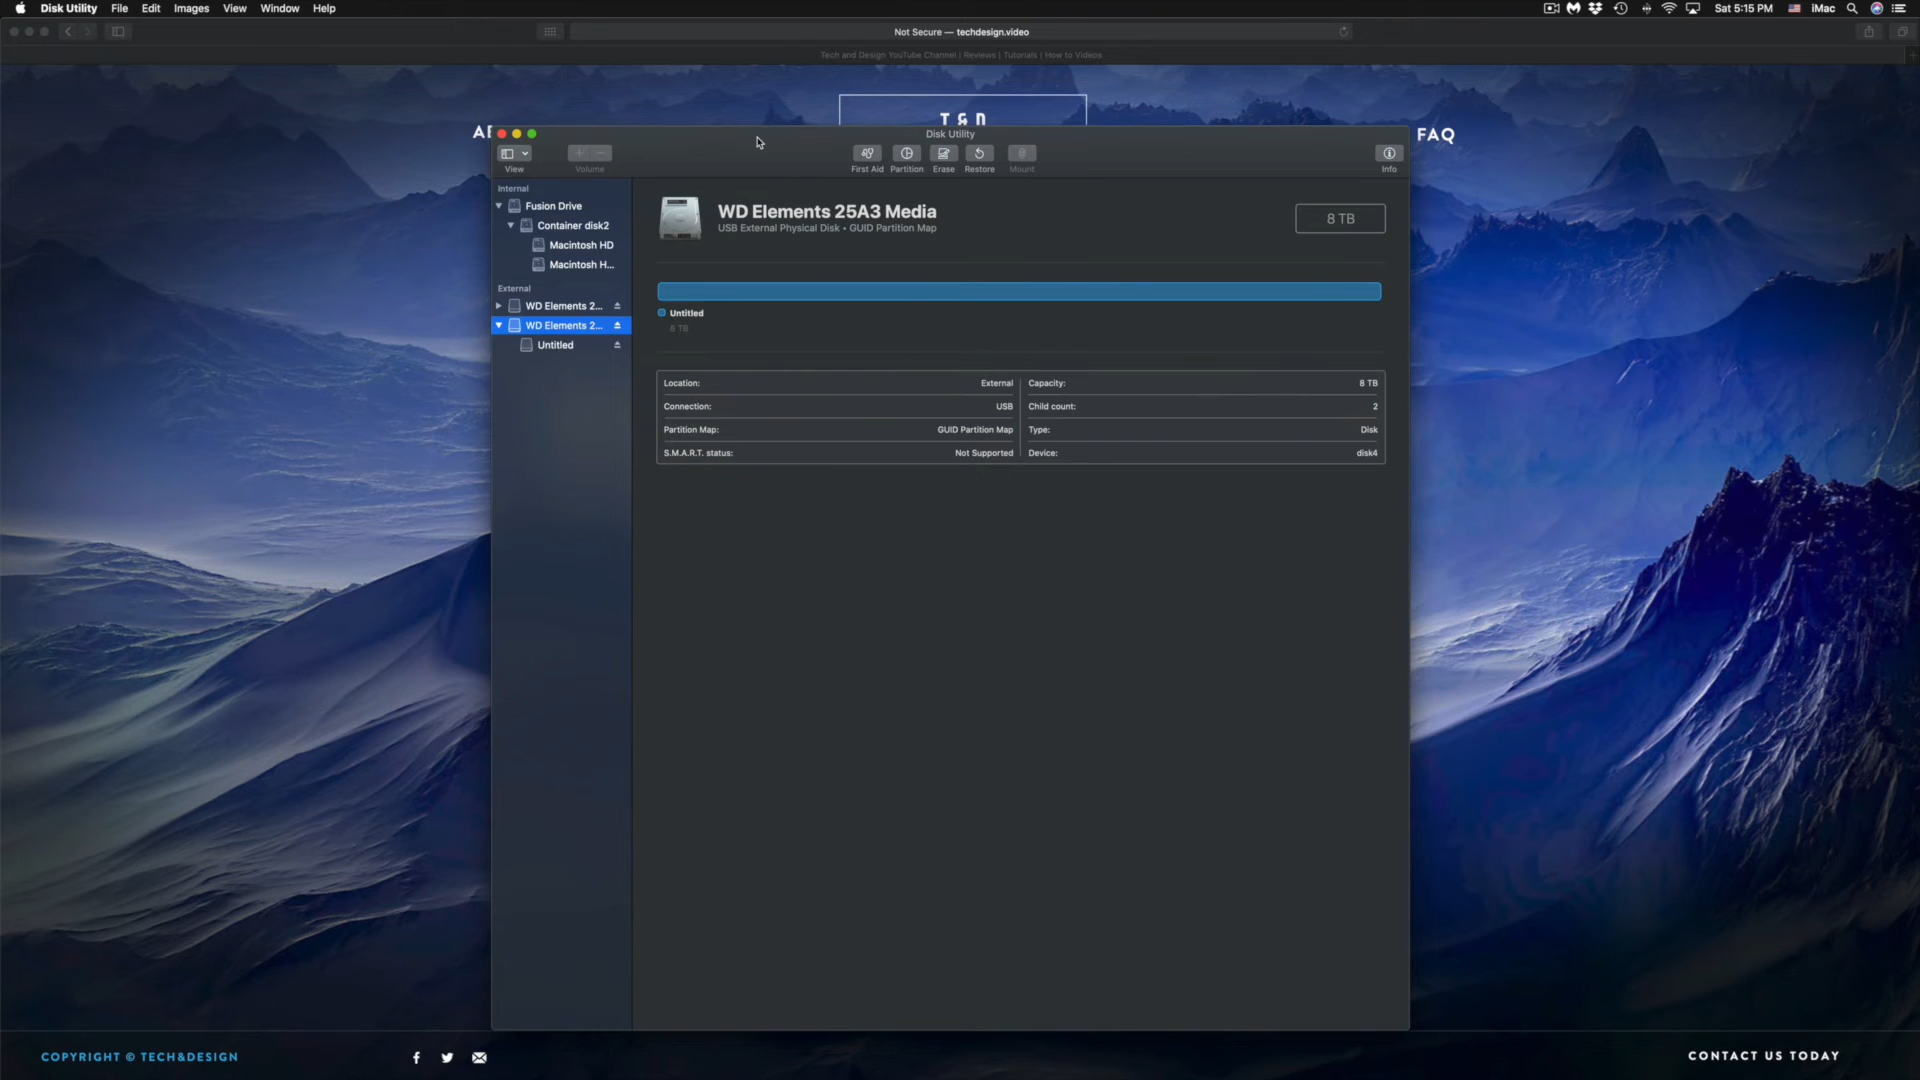 Disk Utility File Edit Images View Window Help
Sat 5:15 PM iMac
Not Secure — techdesign.video
Tech and Design YouTube Channel | Reviews | Tutorials | How to Videos
T & D
FAQ
Disk Utility
View Volume First Aid Partition Erase Restore Mount Info
Internal
Fusion Drive
Container disk2
Macintosh HD
Macintosh H...
External
WD Elements 2...
WD Elements 2...
Untitled
WD Elements 25A3 Media
USB External Physical Disk • GUID Partition Map
8 TB
Untitled
8 TB
Location: External Capacity: 8 TB
Connection: USB Child count: 2
Partition Map: GUID Partition Map Type: Disk
S.M.A.R.T. status: Not Supported Device: disk4
COPYRIGHT © TECH&DESIGN
CONTACT US TODAY